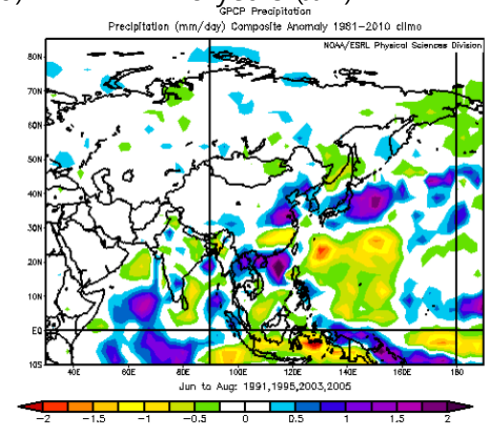 GPCP Precipitation
Precipitation (mm/day) Composite Anomaly 1981-2010 climo
NOAA/ESRL Physical Sciences Division
80N
70N
60N
50N
40N
30N
20N
10N
EQ
10S
40E 60E 80E 100E 120E 140E 160E 180
Jun to Aug: 1991,1995,2003,2005
-2 -1.5 -1 -0.5 0 0.5 1 1.5 2